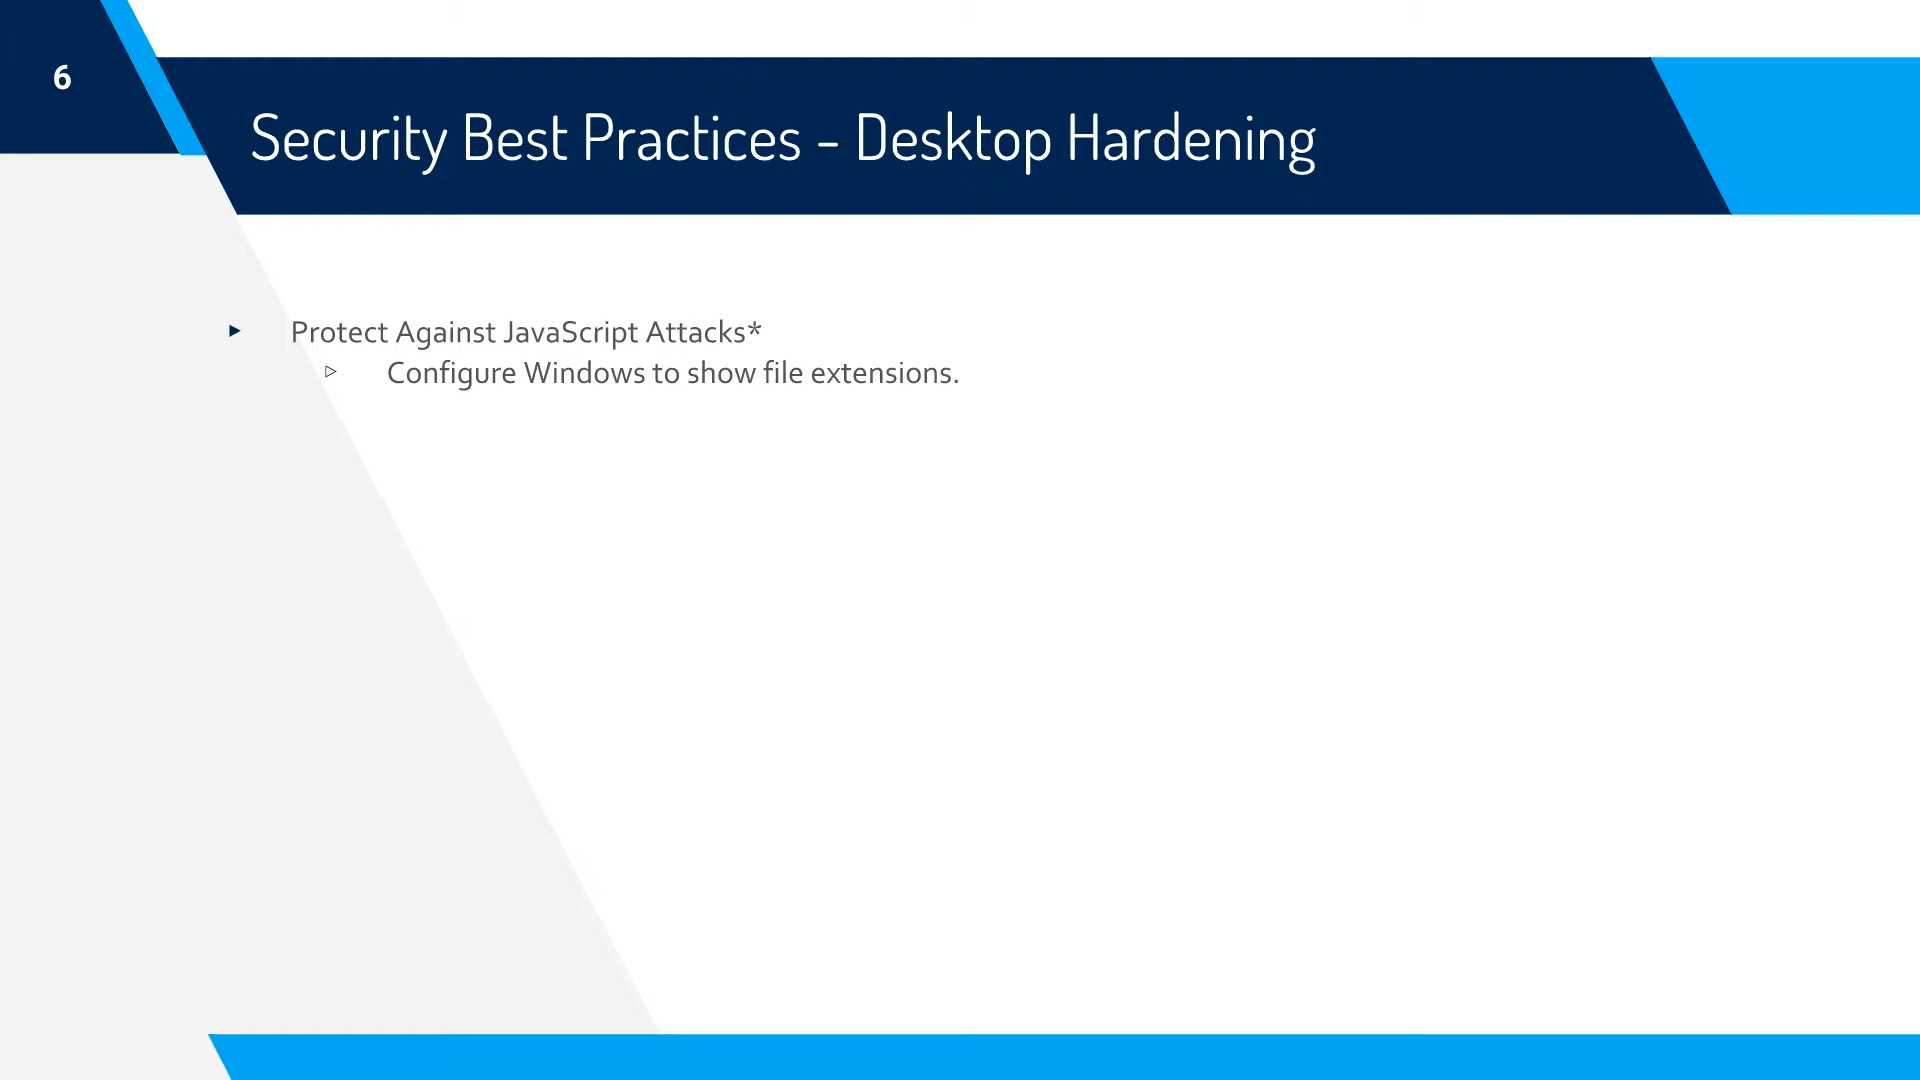 6
Security Best Practices – Desktop Hardening
▸ Protect Against JavaScript Attacks*
▹ Configure Windows to show file extensions.